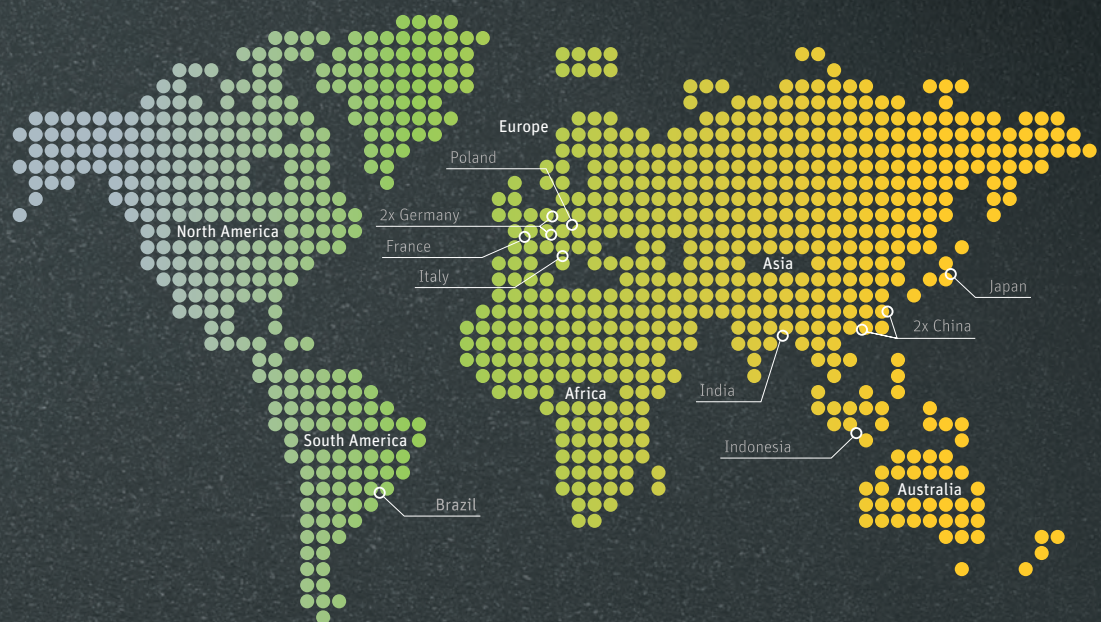 Europe
Poland
2x Germany
North America
France
Italy
Asia
Japan
2x China
India
Africa
South America
Indonesia
Australia
Brazil